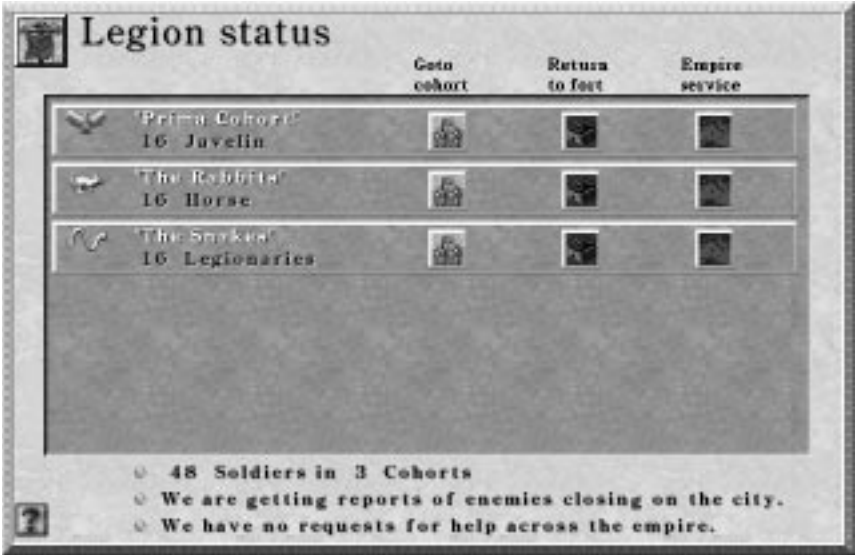 Legion status
Goto cohort
Return to fort
Empire service
'Prima Cohort'
16 Javelin
'The Rabbits'
16 Horse
'The Snakes'
16 Legionaries
48 Soldiers in 3 Cohorts
We are getting reports of enemies closing on the city.
We have no requests for help across the empire.
?